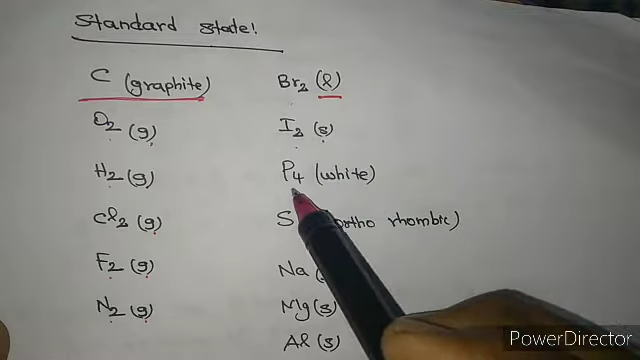 Standard state!
C (graphite)
O2 (g)
H2 (g)
Cl2 (g)
F2 (g)
N2 (g)
Br2 (l)
I2 (s)
P4 (white)
S ortho rhombic)
Na (
Mg (s)
Al (s)
PowerDirector